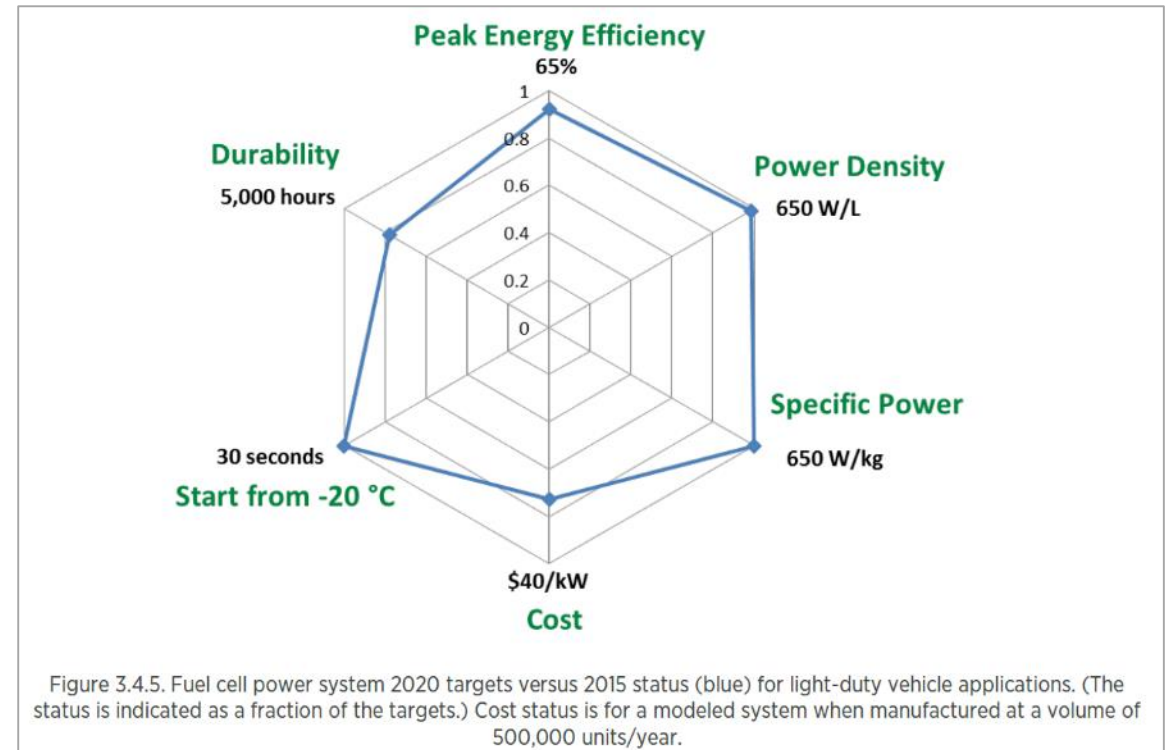 Peak Energy Efficiency
65%
1
Durability
0.8
Power Density
5,000 hours
650 W/L
0.6
0.4
0.2
0
Specific Power
30 seconds
650 W/kg
Start from -20 °C
$40/kW
Cost
Figure 3.4.5. Fuel cell power system 2020 targets versus 2015 status (blue) for light-duty vehicle applications. (The
status is indicated as a fraction of the targets.) Cost status is for a modeled system when manufactured at a volume of
500,000 units/year.